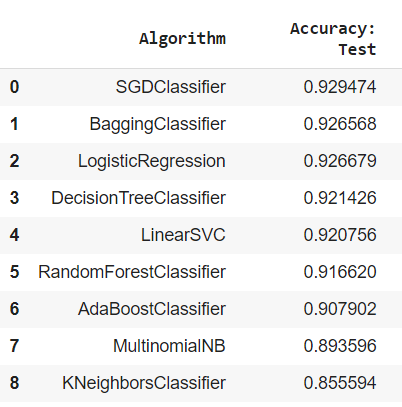 Algorithm Accuracy: Test
0 SGDClassifier 0.929474
1 BaggingClassifier 0.926568
2 LogisticRegression 0.926679
3 DecisionTreeClassifier 0.921426
4 LinearSVC 0.920756
5 RandomForestClassifier 0.916620
6 AdaBoostClassifier 0.907902
7 MultinomialNB 0.893596
8 KNeighborsClassifier 0.855594